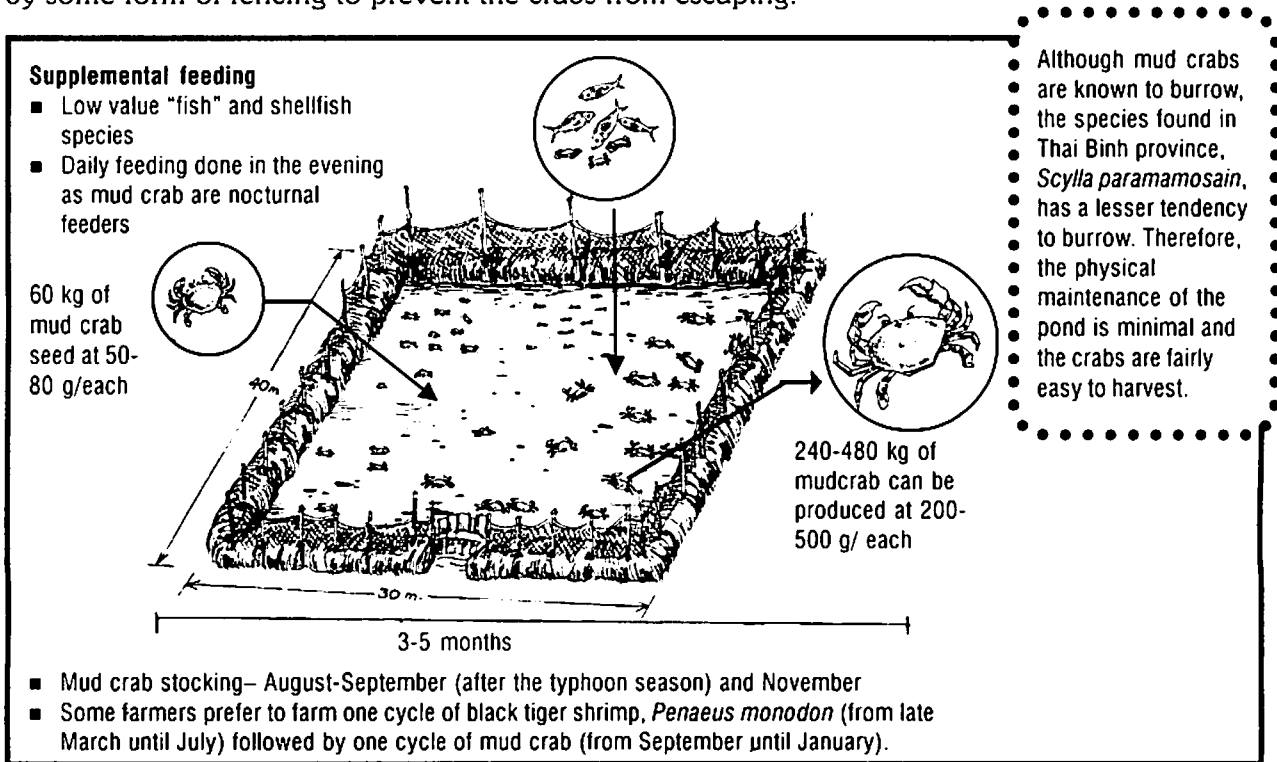 by some form of fencing to prevent the crabs from escaping.
Supplemental feeding
■ Low value "fish" and shellfish
species
■ Daily feeding done in the evening
as mud crab are nocturnal
feeders
60 kg of
mud crab
seed at 50-
80 g/each
40m.
30 m.
240-480 kg of
mudcrab can be
produced at 200-
500 g/ each
3-5 months
■ Mud crab stocking– August-September (after the typhoon season) and November
■ Some farmers prefer to farm one cycle of black tiger shrimp, Penaeus monodon (from late
March until July) followed by one cycle of mud crab (from September until January).
Although mud crabs
are known to burrow,
the species found in
Thai Binh province,
Scylla paramamosain,
has a lesser tendency
to burrow. Therefore,
the physical
maintenance of the
pond is minimal and
the crabs are fairly
easy to harvest.